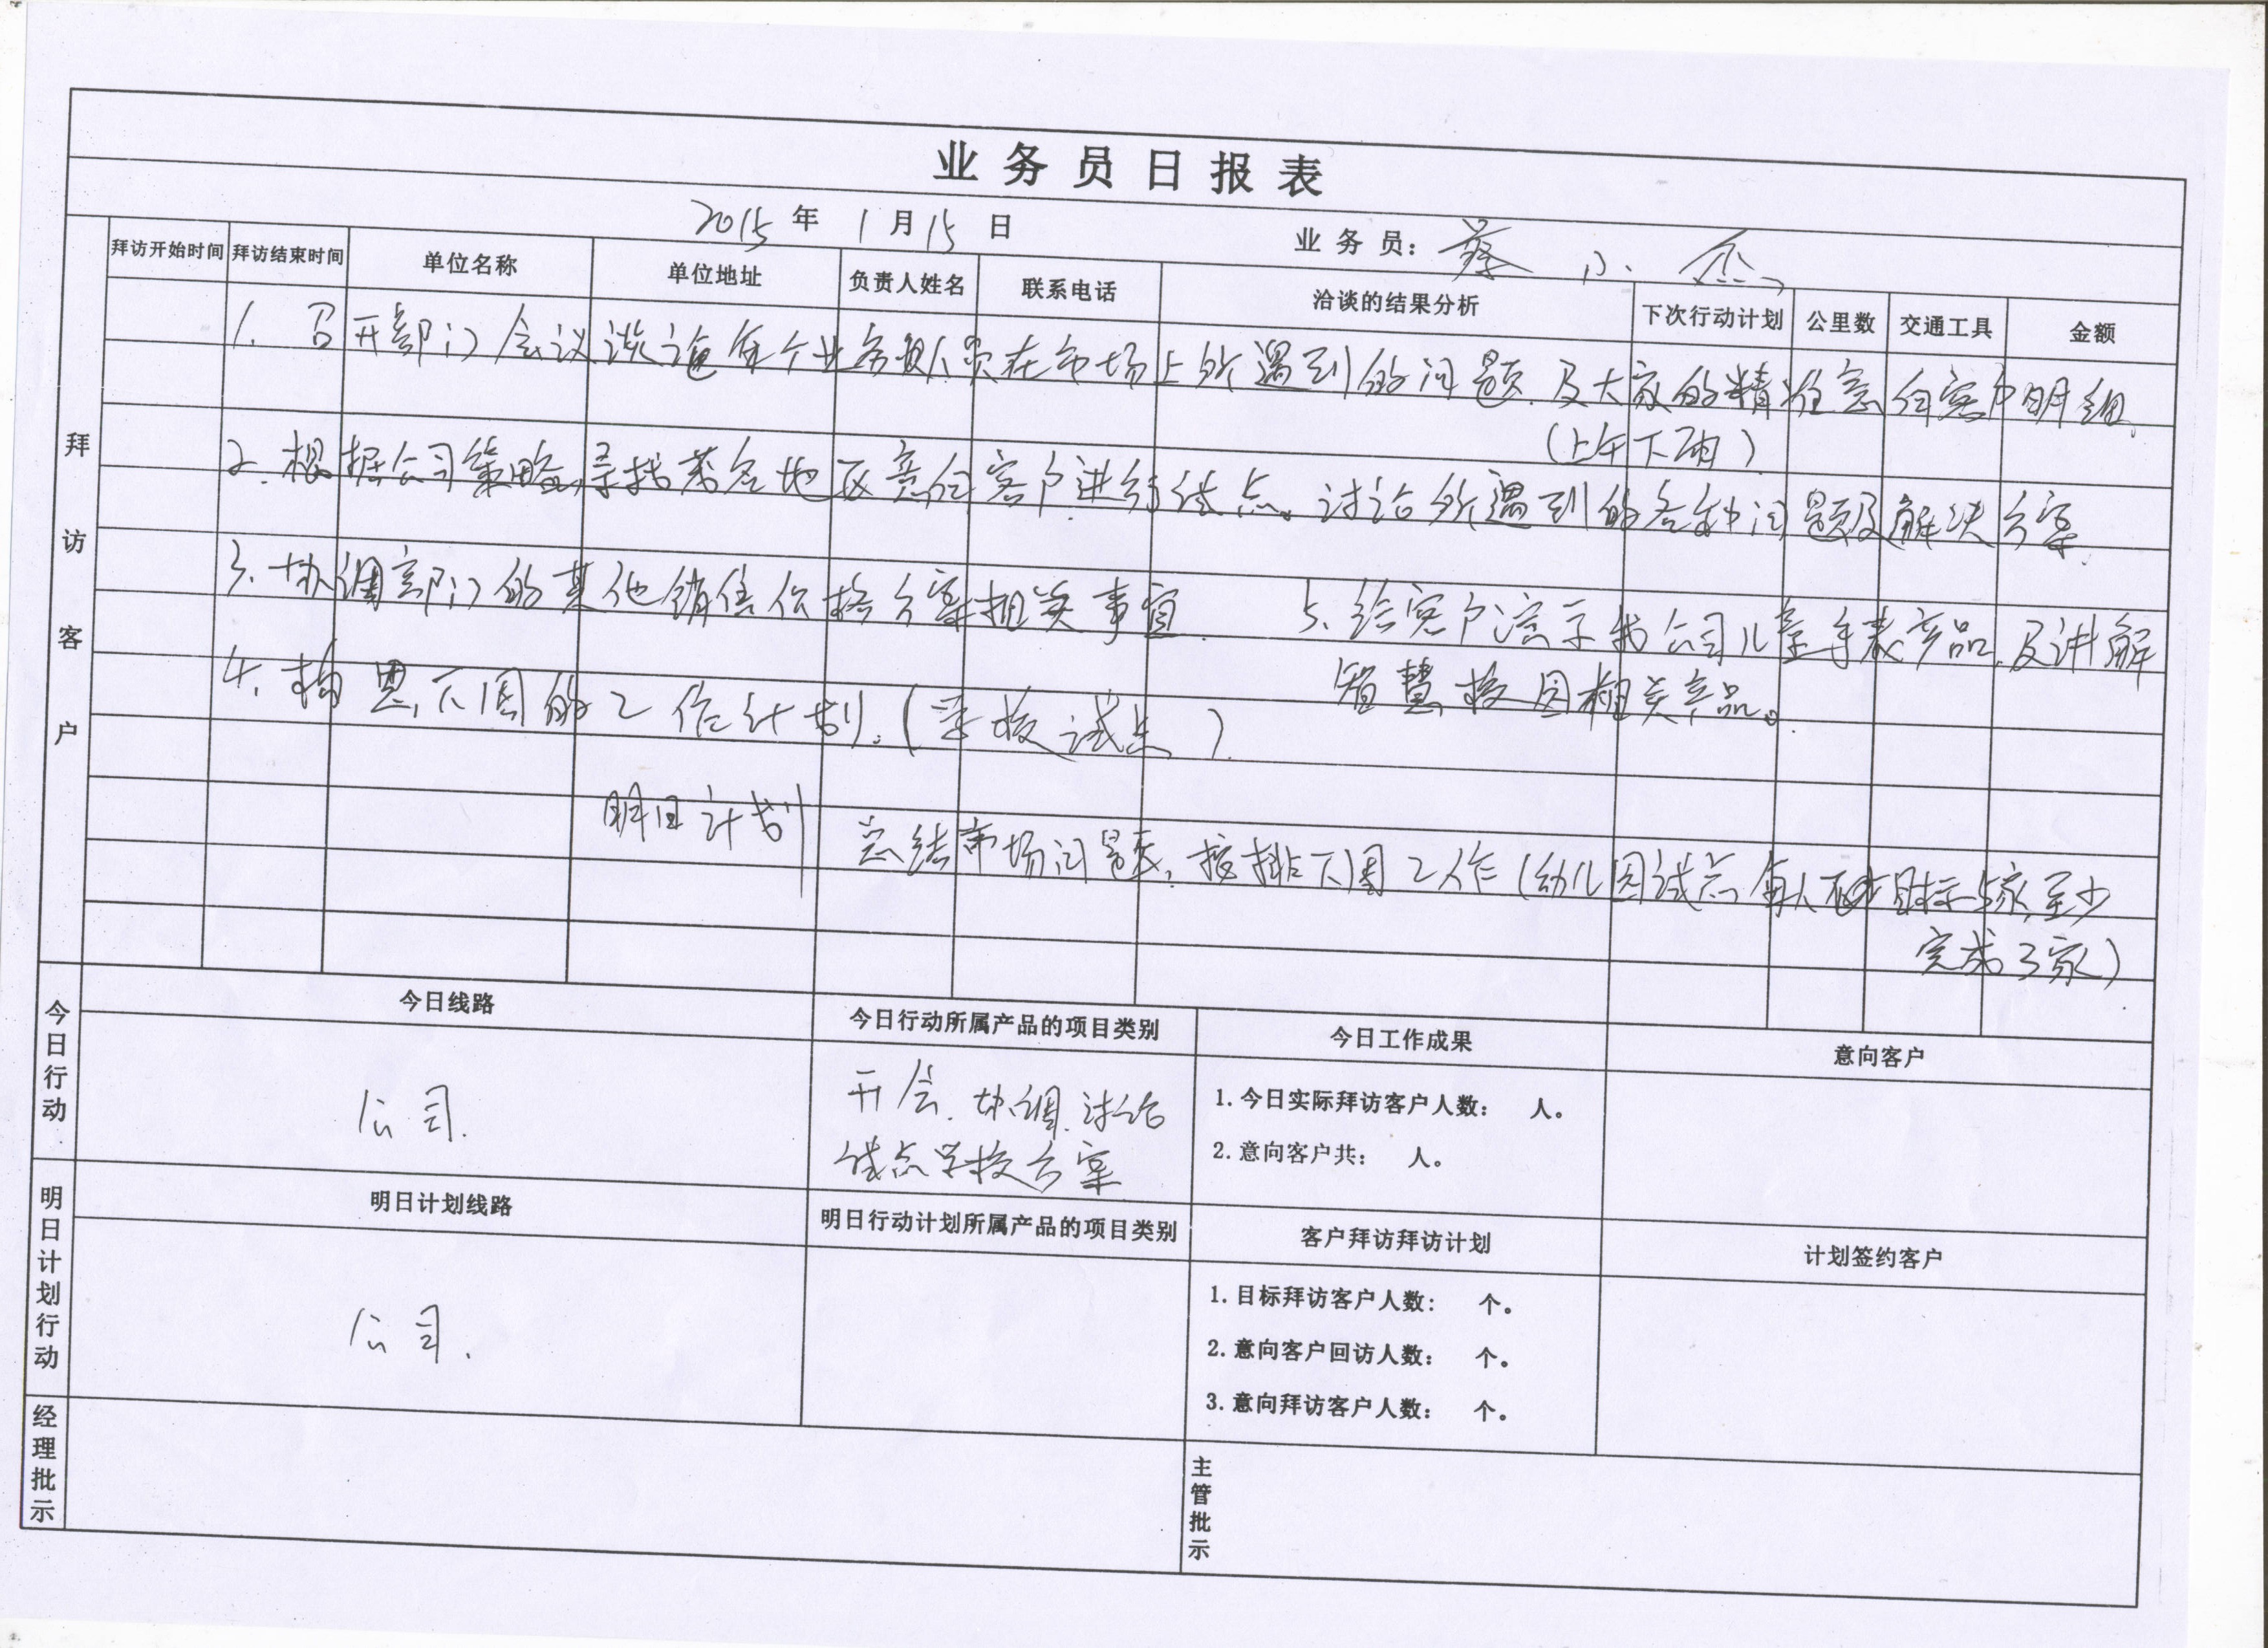 业务员日报表
2015年1月15日 业务员：蔡小杰
拜访客户
拜访开始时间 拜访结束时间 单位名称 单位地址 负责人姓名 联系电话 洽谈的结果分析 下次行动计划 公里数 交通工具 金额
1. 召开部门会议 每个业务人员在市场上所遇到的问题.及大家的精准意向客户明细.
(上午下雨)
2. 根据公司策略,寻找各地区意向客户进行试点。讨论所遇到的各种问题及解决方案.
3. 协调部门的其他销售价格方案相关事宜.
5. 给客户演示我公司儿童手表产品.及讲解
智慧校园相关产品。
4. 构思下周的工作计划.(学校试点)
明日计划
总结市场问题,按排下周工作(幼儿园试点 每人 目标5家,至少
完成3家)
今日行动
今日线路 今日行动所属产品的项目类别 今日工作成果 意向客户
公司.
开会.协调.讨论
试点学校方案
1.今日实际拜访客户人数： 人。
2.意向客户共： 人。
明日计划行动
明日计划线路 明日行动计划所属产品的项目类别 客户拜访拜访计划 计划签约客户
公司.
1.目标拜访客户人数： 个。
2.意向客户回访人数： 个。
3.意向拜访客户人数： 个。
经理批示
主管批示